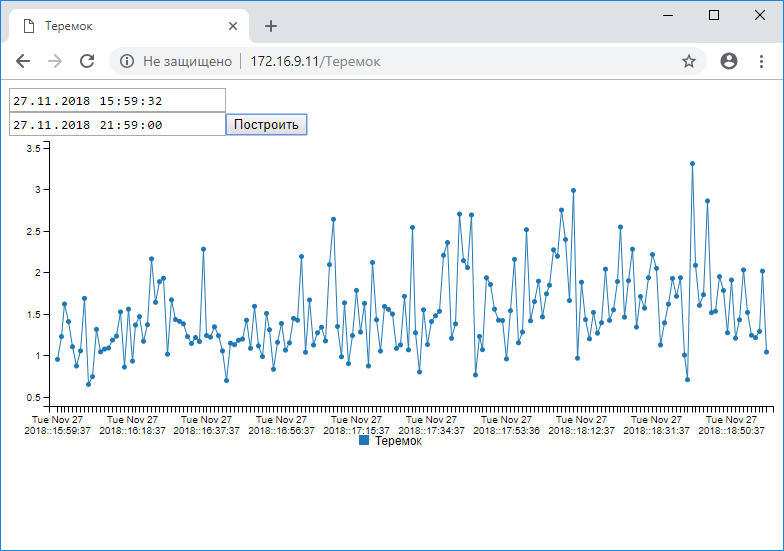 Теремок
Не защищено
172.16.9.11/Теремок
27.11.2018 15:59:32
27.11.2018 21:59:00
Построить
3.5
3
2.5
2
1.5
1
0.5
Tue Nov 27 2018::15:59:37
Tue Nov 27 2018::16:18:37
Tue Nov 27 2018::16:37:37
Tue Nov 27 2018::16:56:37
Tue Nov 27 2018::17:15:37
Tue Nov 27 2018::17:34:37
Tue Nov 27 2018::17:53:36
Tue Nov 27 2018::18:12:37
Tue Nov 27 2018::18:31:37
Tue Nov 27 2018::18:50:37
Теремок